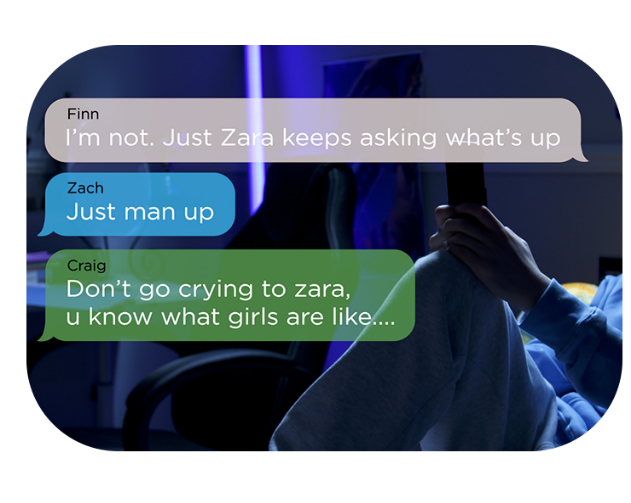 Finn
I'm not. Just Zara keeps asking what's up
Zach
Just man up
Craig
Don't go crying to zara,
u know what girls are like....